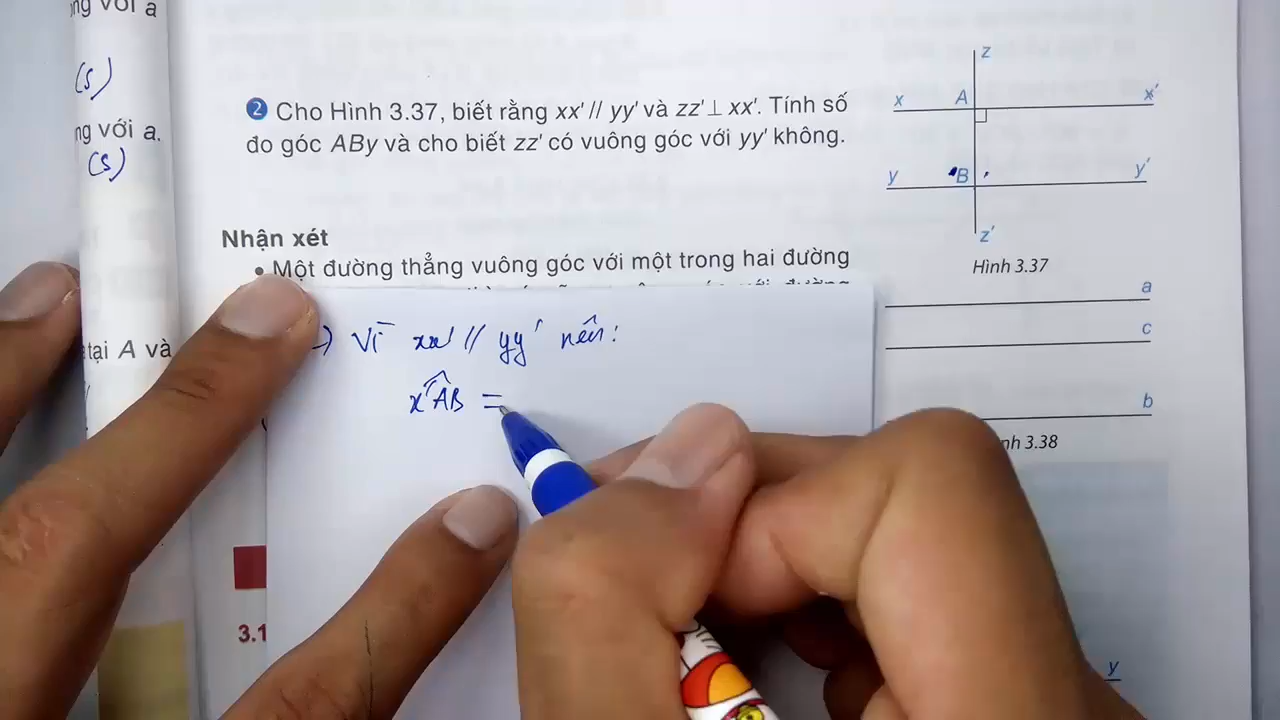 ng với a
(s)
ng với a.
(s)
tại A và
2 Cho Hình 3.37, biết rằng xx' // yy' và zz' ⊥ xx'. Tính số
đo góc ABy và cho biết zz' có vuông góc với yy' không.
z
x A x'
y B y'
z'
Hình 3.37
Nhận xét
• Một đường thẳng vuông góc với một trong hai đường
Vì xx' // yy' nên:
x'AB =
a
c
b
nh 3.38
3.1
y